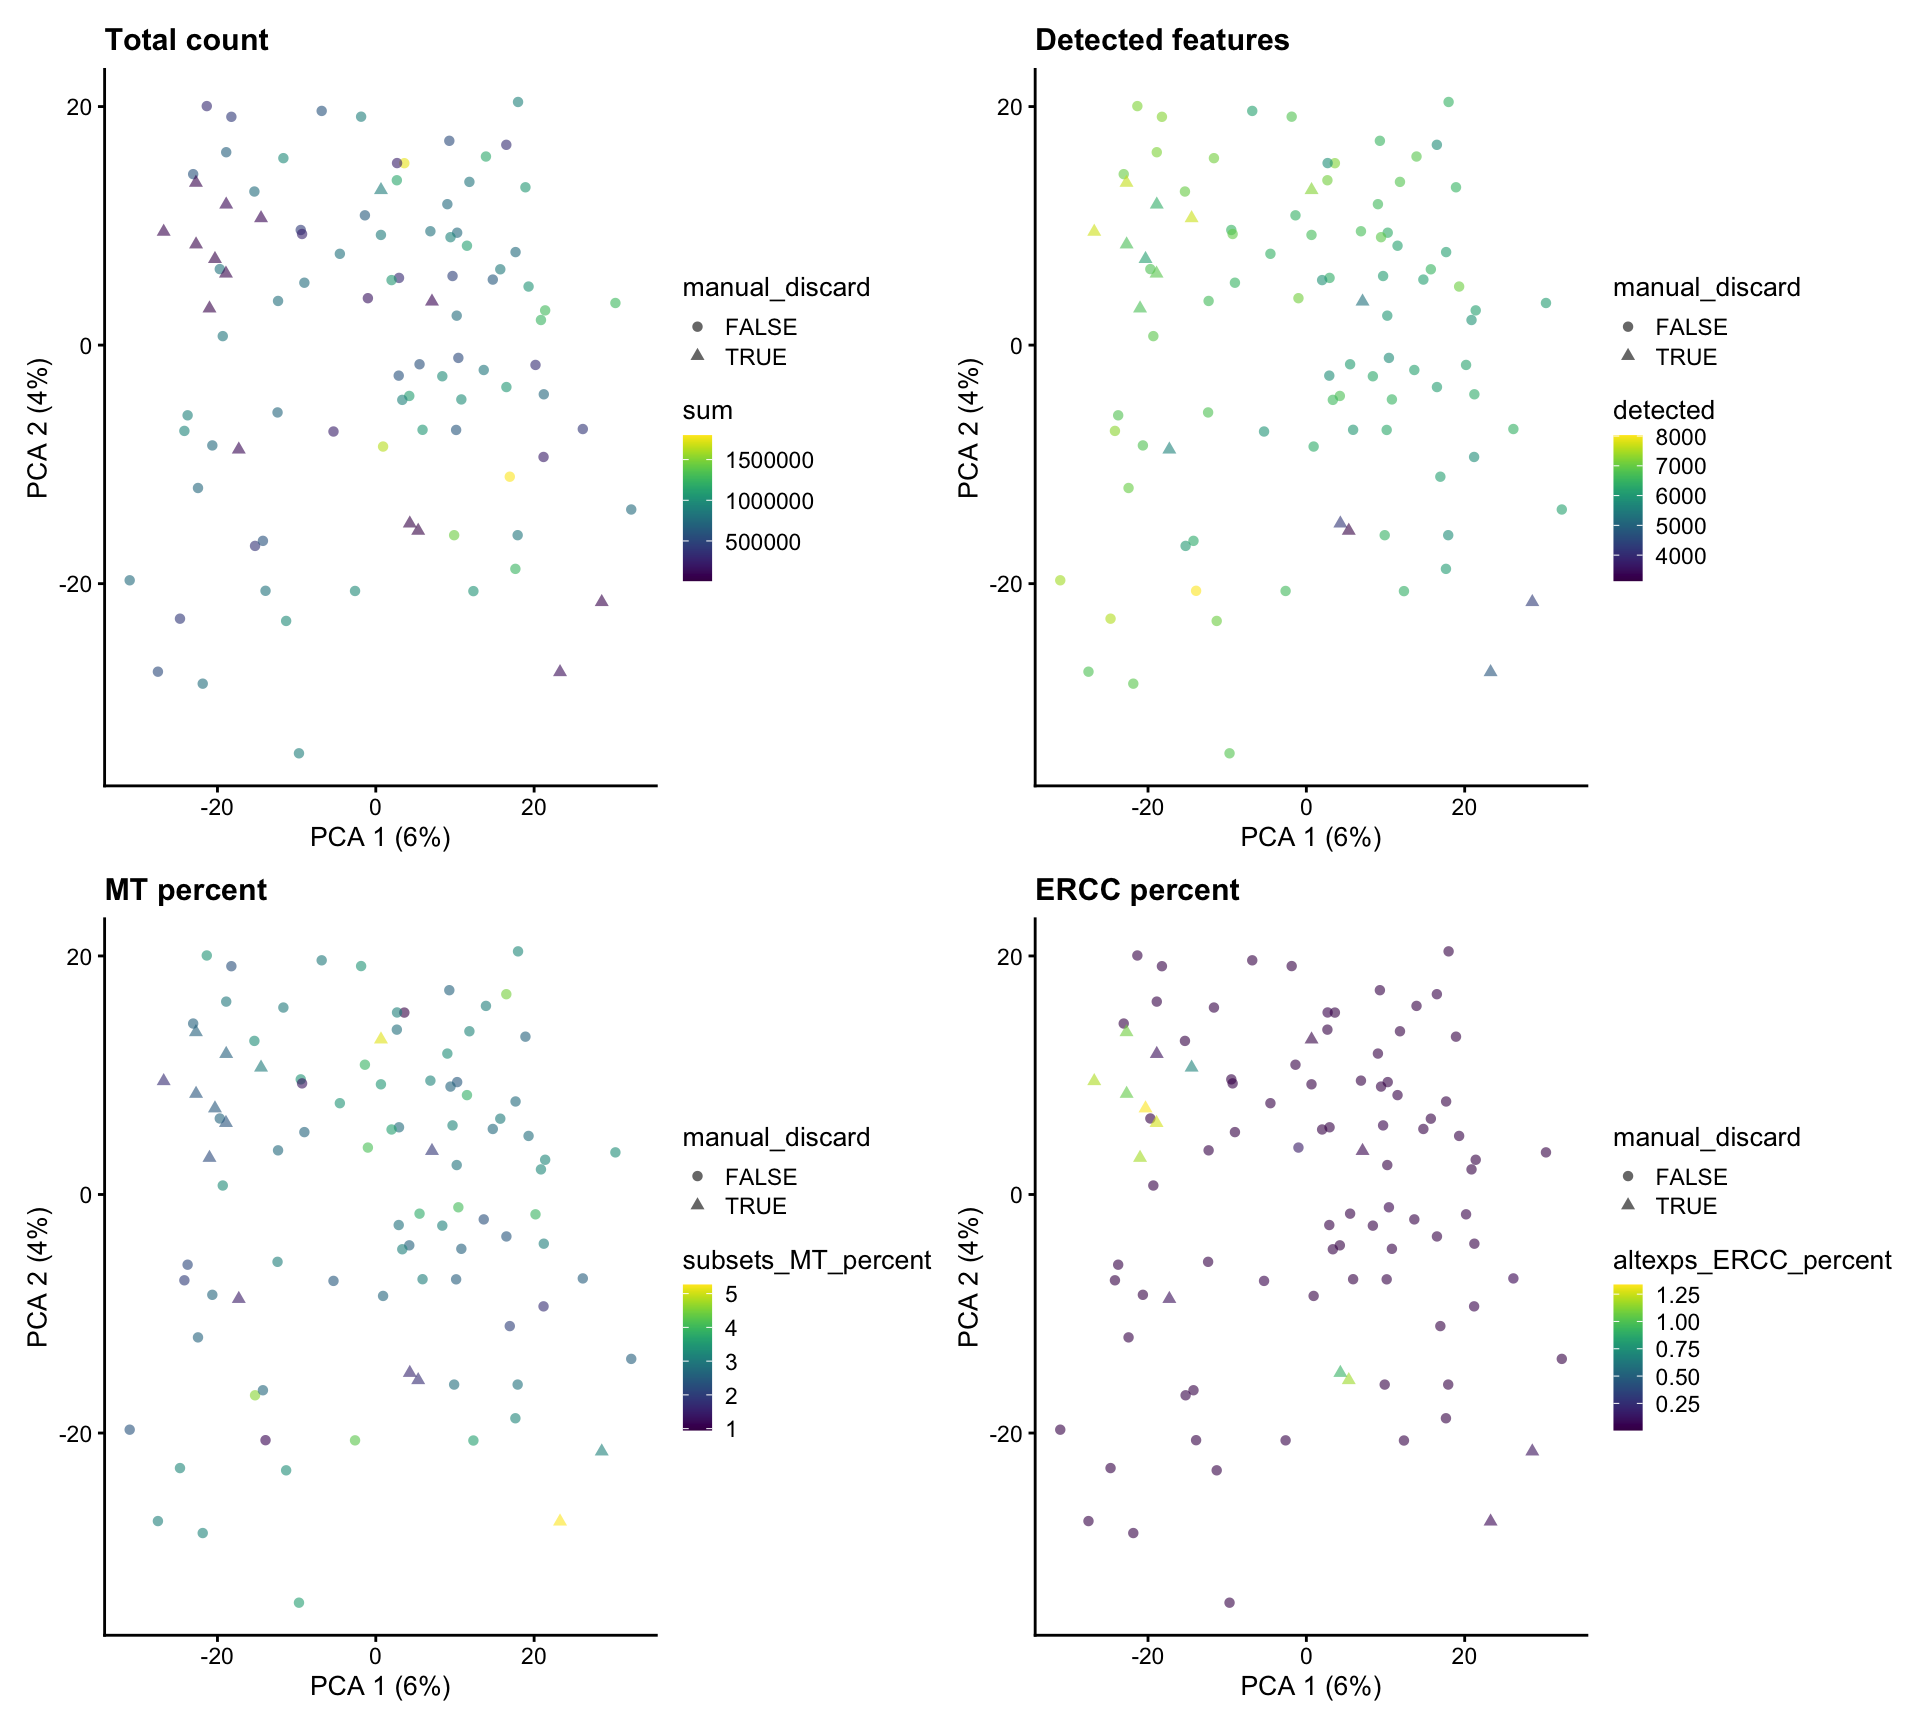 Total count
20
0
-20
PCA 2 (4%)
-20
0
20
PCA 1 (6%)
manual_discard
FALSE
TRUE
sum
1500000
1000000
500000
Detected features
20
0
-20
PCA 2 (4%)
-20
0
20
PCA 1 (6%)
manual_discard
FALSE
TRUE
detected
8000
7000
6000
5000
4000
MT percent
20
0
-20
PCA 2 (4%)
-20
0
20
PCA 1 (6%)
manual_discard
FALSE
TRUE
subsets_MT_percent
5
4
3
2
1
ERCC percent
20
0
-20
PCA 2 (4%)
-20
0
20
PCA 1 (6%)
manual_discard
FALSE
TRUE
altexps_ERCC_percent
1.25
1.00
0.75
0.50
0.25